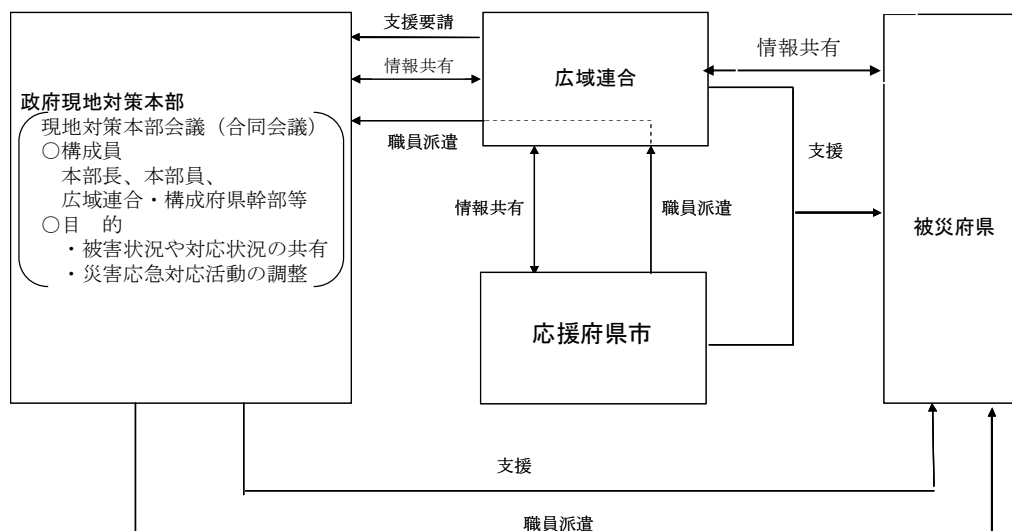 支援要請
情報共有
広域連合
情報共有
政府現地対策本部
現地対策本部会議（合同会議）
○構成員
本部長、本部員、
広域連合・構成府県幹部等
○目　的
・被害状況や対応状況の共有
・災害応急対応活動の調整
職員派遣
支援
情報共有
職員派遣
被災府県
応援府県市
支援
職員派遣